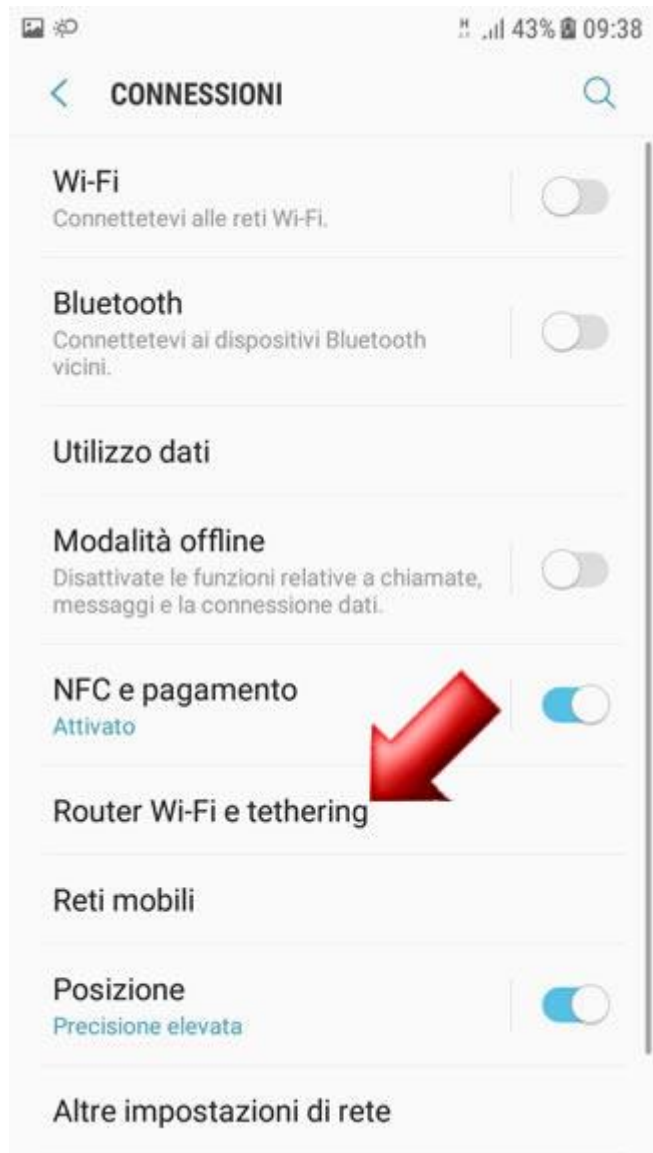 H 43% 09:38
CONNESSIONI
Wi-Fi
Connettetevi alle reti Wi-Fi.
Bluetooth
Connettetevi ai dispositivi Bluetooth
vicini.
Utilizzo dati
Modalità offline
Disattivate le funzioni relative a chiamate,
messaggi e la connessione dati.
NFC e pagamento
Attivato
Router Wi-Fi e tethering
Reti mobili
Posizione
Precisione elevata
Altre impostazioni di rete